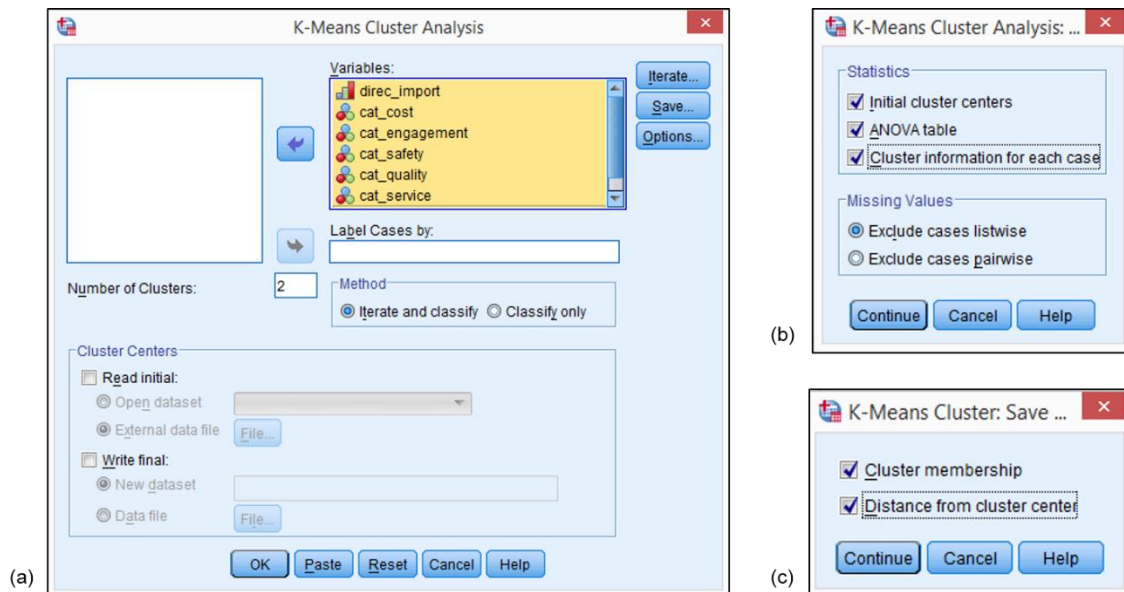 K-Means Cluster Analysis
Variables:
direc_import
cat_cost
cat_engagement
cat_safety
cat_quality
cat_service
Iterate...
Save...
Options...
Label Cases by:
Number of Clusters: 2
Method
Iterate and classify Classify only
Cluster Centers
Read initial:
Open dataset
External data file File...
Write final:
New dataset
Data file File...
OK Paste Reset Cancel Help
(a)
K-Means Cluster Analysis: ...
Statistics
Initial cluster centers
ANOVA table
Cluster information for each case
Missing Values
Exclude cases listwise
Exclude cases pairwise
Continue Cancel Help
(b)
K-Means Cluster: Save ...
Cluster membership
Distance from cluster center
Continue Cancel Help
(c)